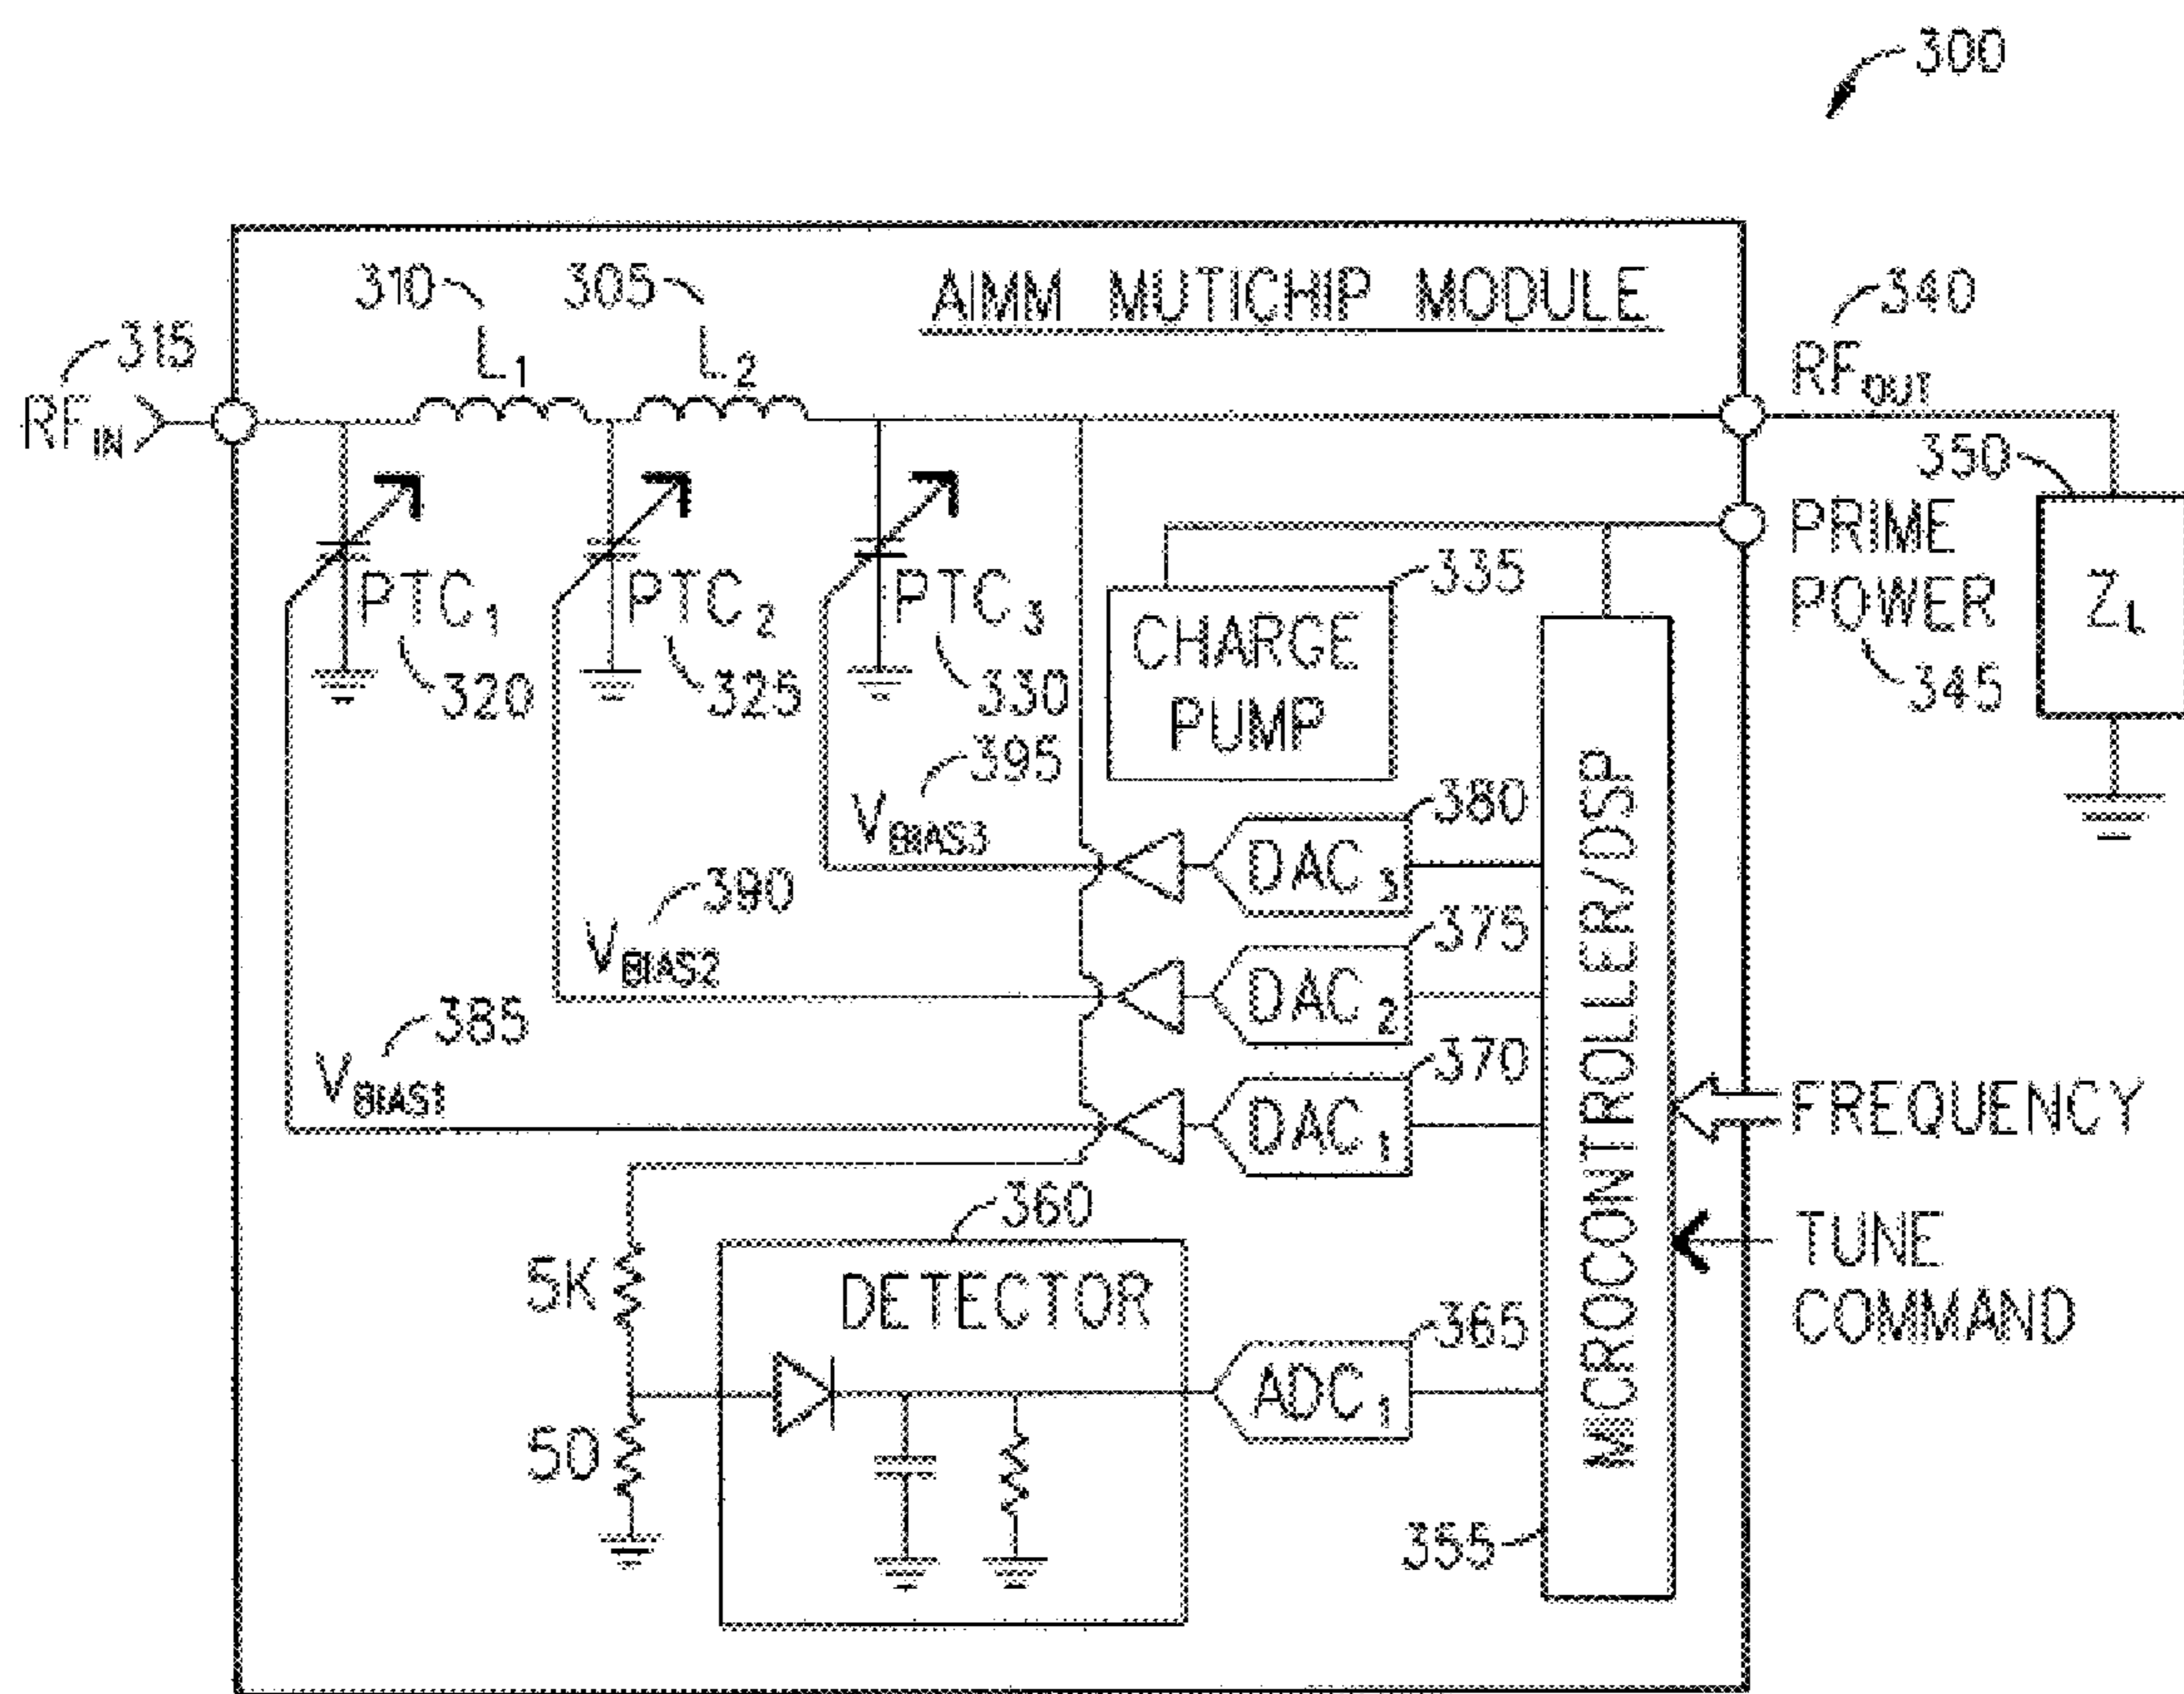 300
AIMM MUTICHIP MODULE
310
305
L1
L2
315
RFIN
340
RFOUT
350
PRIME
POWER
345
ZL
PTC1
320
PTC2
325
PTC3
330
335
CHARGE
PUMP
395
VBIAS3
380
DAC3
390
VBIAS2
375
DAC2
385
VBIAS1
370
DAC1
MICROCONTROLLER/DSP
355
FREQUENCY
TUNE
COMMAND
360
DETECTOR
5K
50
365
ADC1